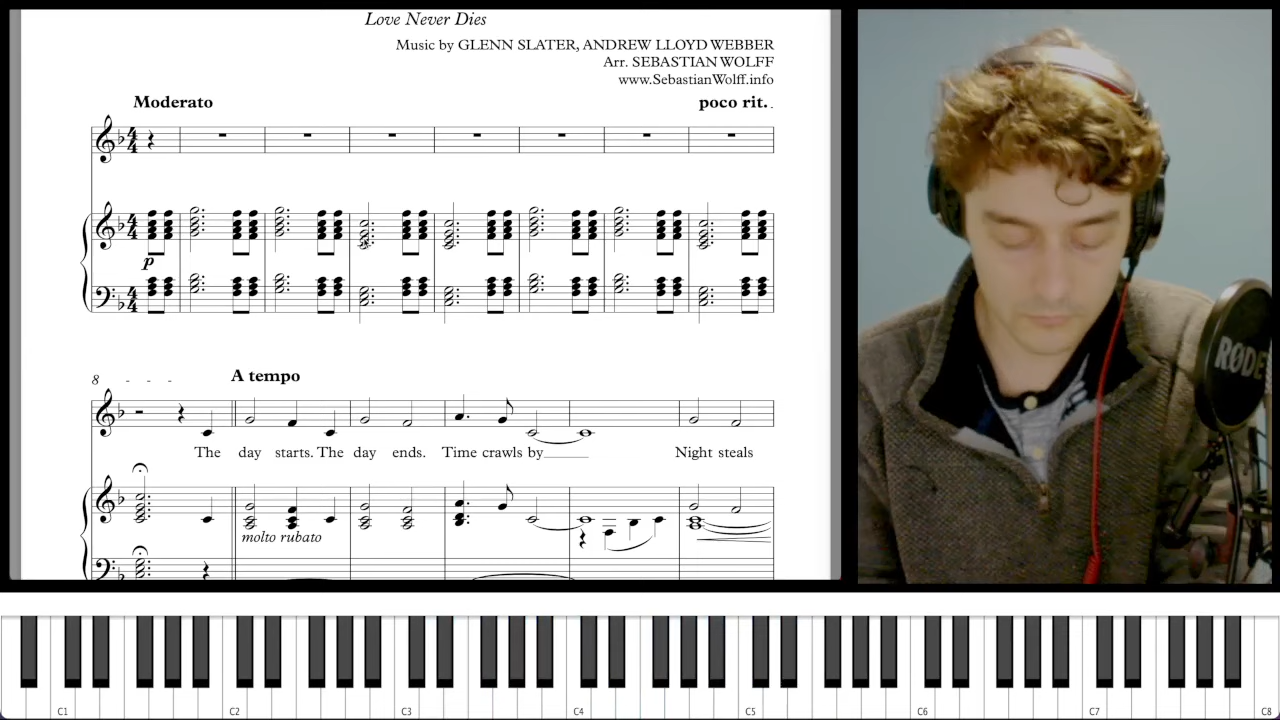 Love Never Dies
Music by GLENN SLATER, ANDREW LLOYD WEBBER
Arr. SEBASTIAN WOLFF
www.SebastianWolff.info
Moderato poco rit. .
p
8 - - - A tempo
The day starts. The day ends. Time crawls by____ Night steals
molto rubato
RØDE
C1 C2 C3 C4 C5 C6 C7 C8